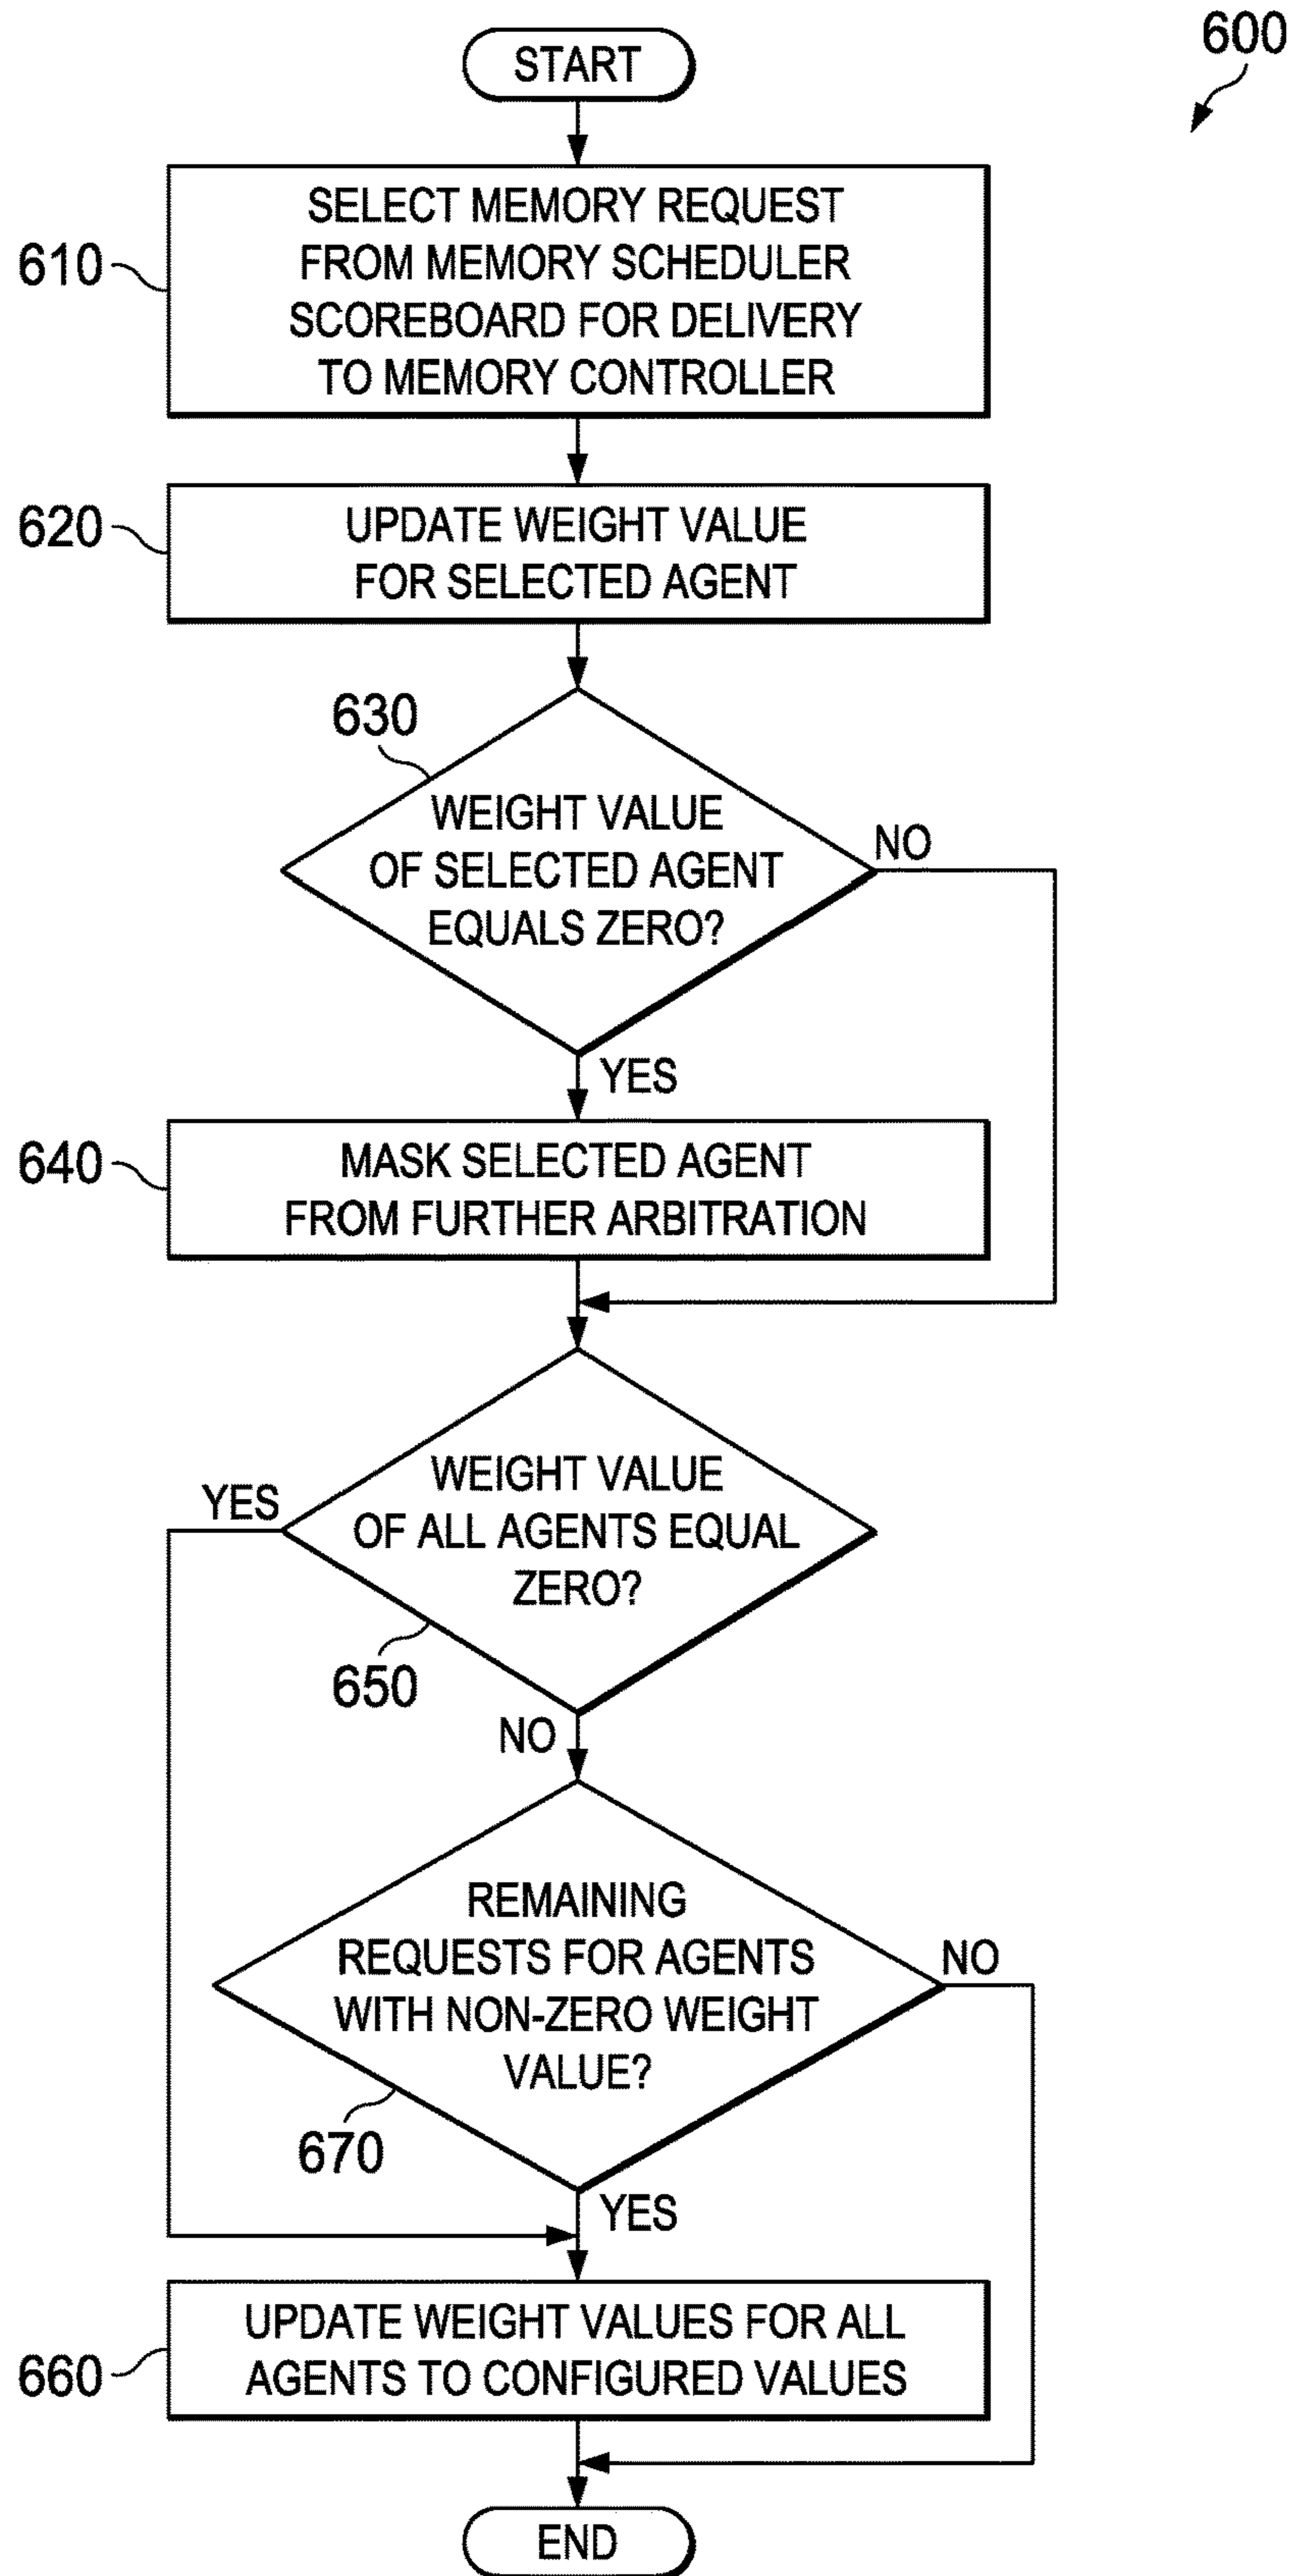 600
START
SELECT MEMORY REQUEST
FROM MEMORY SCHEDULER
SCOREBOARD FOR DELIVERY
TO MEMORY CONTROLLER
610
UPDATE WEIGHT VALUE
FOR SELECTED AGENT
620
630
WEIGHT VALUE
OF SELECTED AGENT
EQUALS ZERO?
NO
YES
MASK SELECTED AGENT
FROM FURTHER ARBITRATION
640
WEIGHT VALUE
OF ALL AGENTS EQUAL
ZERO?
YES
650
NO
REMAINING
REQUESTS FOR AGENTS
WITH NON-ZERO WEIGHT
VALUE?
NO
670
YES
UPDATE WEIGHT VALUES FOR ALL
AGENTS TO CONFIGURED VALUES
660
END